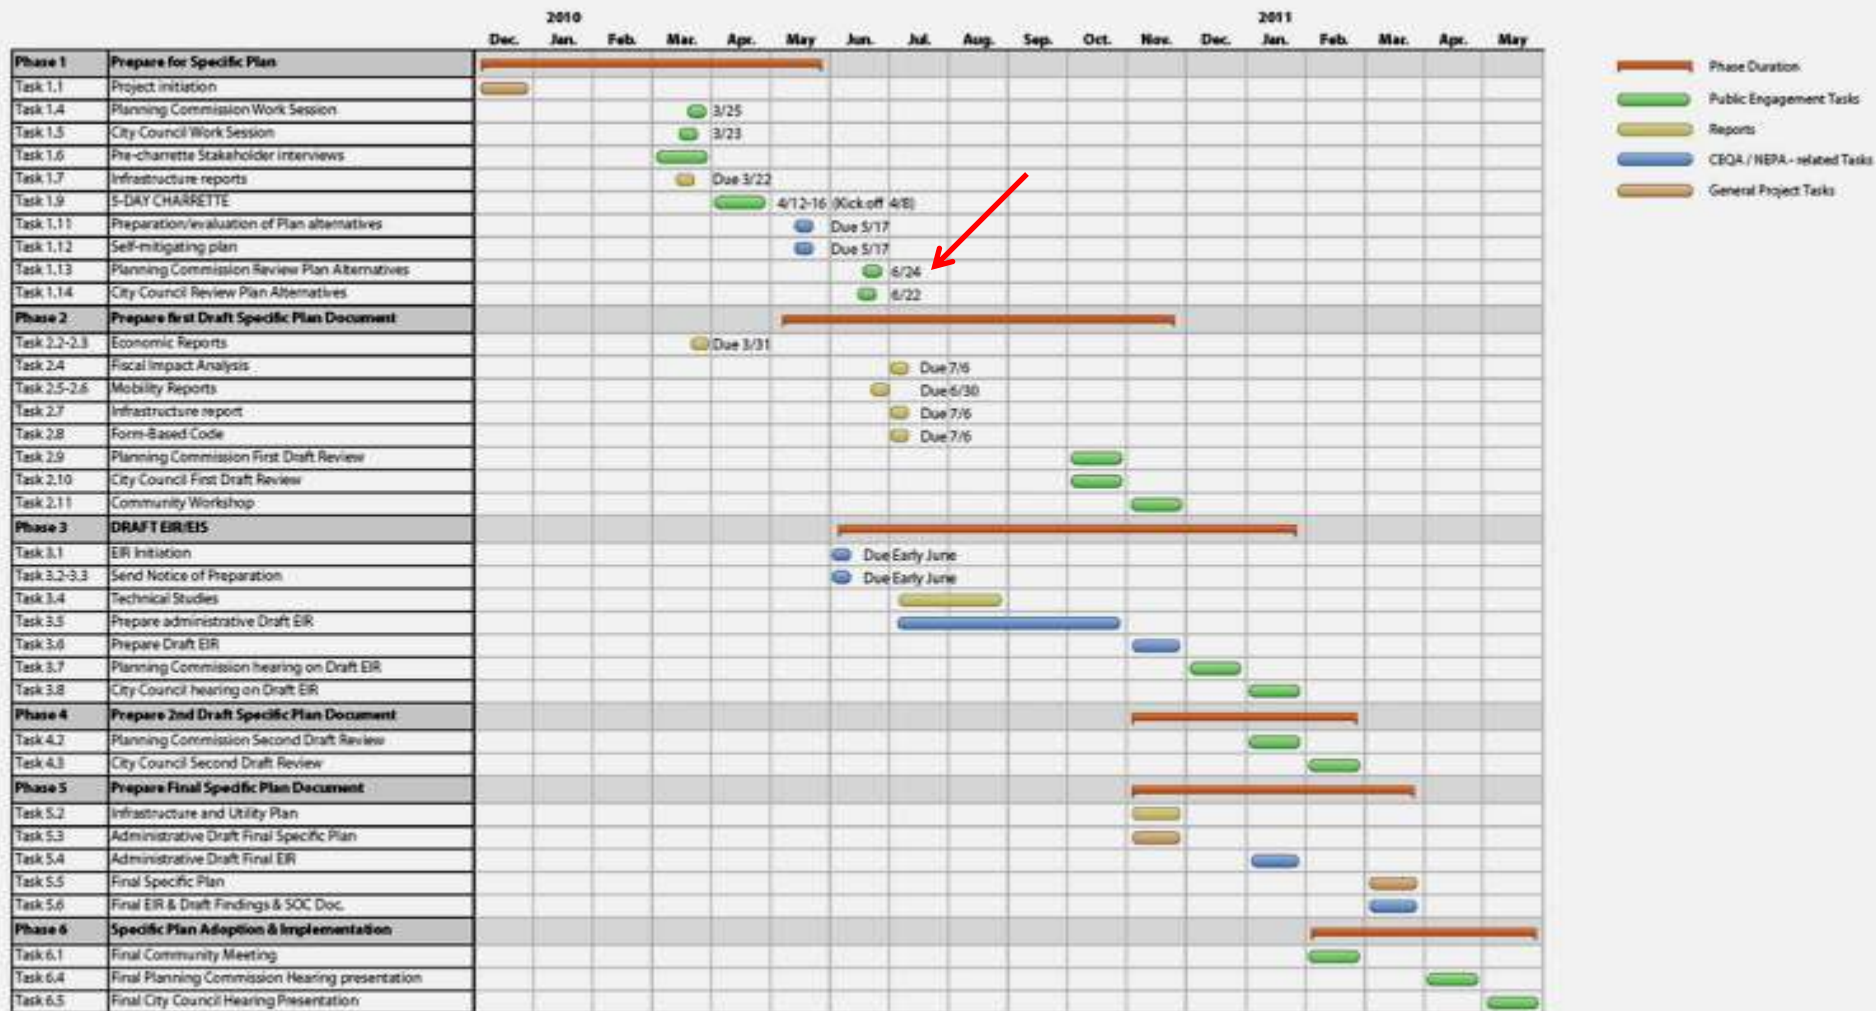 2010 2011
Dec. Jan. Feb. Mar. Apr. May Jun. Jul. Aug. Sep. Oct. Nov. Dec. Jan. Feb. Mar. Apr. May
Phase 1 Prepare for Specific Plan
Task 1.1 Project initiation
Task 1.4 Planning Commission Work Session 3/25
Task 1.5 City Council Work Session 3/23
Task 1.6 Pre-charrette Stakeholder interviews
Task 1.7 Infrastructure reports Due 3/22
Task 1.9 5-DAY CHARRETTE 4/12-16 (Kick off 4/8)
Task 1.11 Preparation/evaluation of Plan alternatives Due 5/17
Task 1.12 Self-mitigating plan Due 5/17
Task 1.13 Planning Commission Review Plan Alternatives 6/24
Task 1.14 City Council Review Plan Alternatives 6/22
Phase 2 Prepare first Draft Specific Plan Document
Task 2.2-2.3 Economic Reports Due 3/31
Task 2.4 Fiscal Impact Analysis Due 7/6
Task 2.5-2.6 Mobility Reports Due 6/30
Task 2.7 Infrastructure report Due 7/6
Task 2.8 Form-Based Code Due 7/6
Task 2.9 Planning Commission First Draft Review
Task 2.10 City Council First Draft Review
Task 2.11 Community Workshop
Phase 3 DRAFT EIR/EIS
Task 3.1 EIR Initiation Due Early June
Task 3.2-3.3 Send Notice of Preparation Due Early June
Task 3.4 Technical Studies
Task 3.5 Prepare administrative Draft EIR
Task 3.6 Prepare Draft EIR
Task 3.7 Planning Commission hearing on Draft EIR
Task 3.8 City Council hearing on Draft EIR
Phase 4 Prepare 2nd Draft Specific Plan Document
Task 4.2 Planning Commission Second Draft Review
Task 4.3 City Council Second Draft Review
Phase 5 Prepare Final Specific Plan Document
Task 5.2 Infrastructure and Utility Plan
Task 5.3 Administrative Draft Final Specific Plan
Task 5.4 Administrative Draft Final EIR
Task 5.5 Final Specific Plan
Task 5.6 Final EIR & Draft Findings & SOC Doc.
Phase 6 Specific Plan Adoption & Implementation
Task 6.1 Final Community Meeting
Task 6.4 Final Planning Commission Hearing presentation
Task 6.5 Final City Council Hearing Presentation
Phase Duration
Public Engagement Tasks
Reports
CEQA / NEPA - related Tasks
General Project Tasks